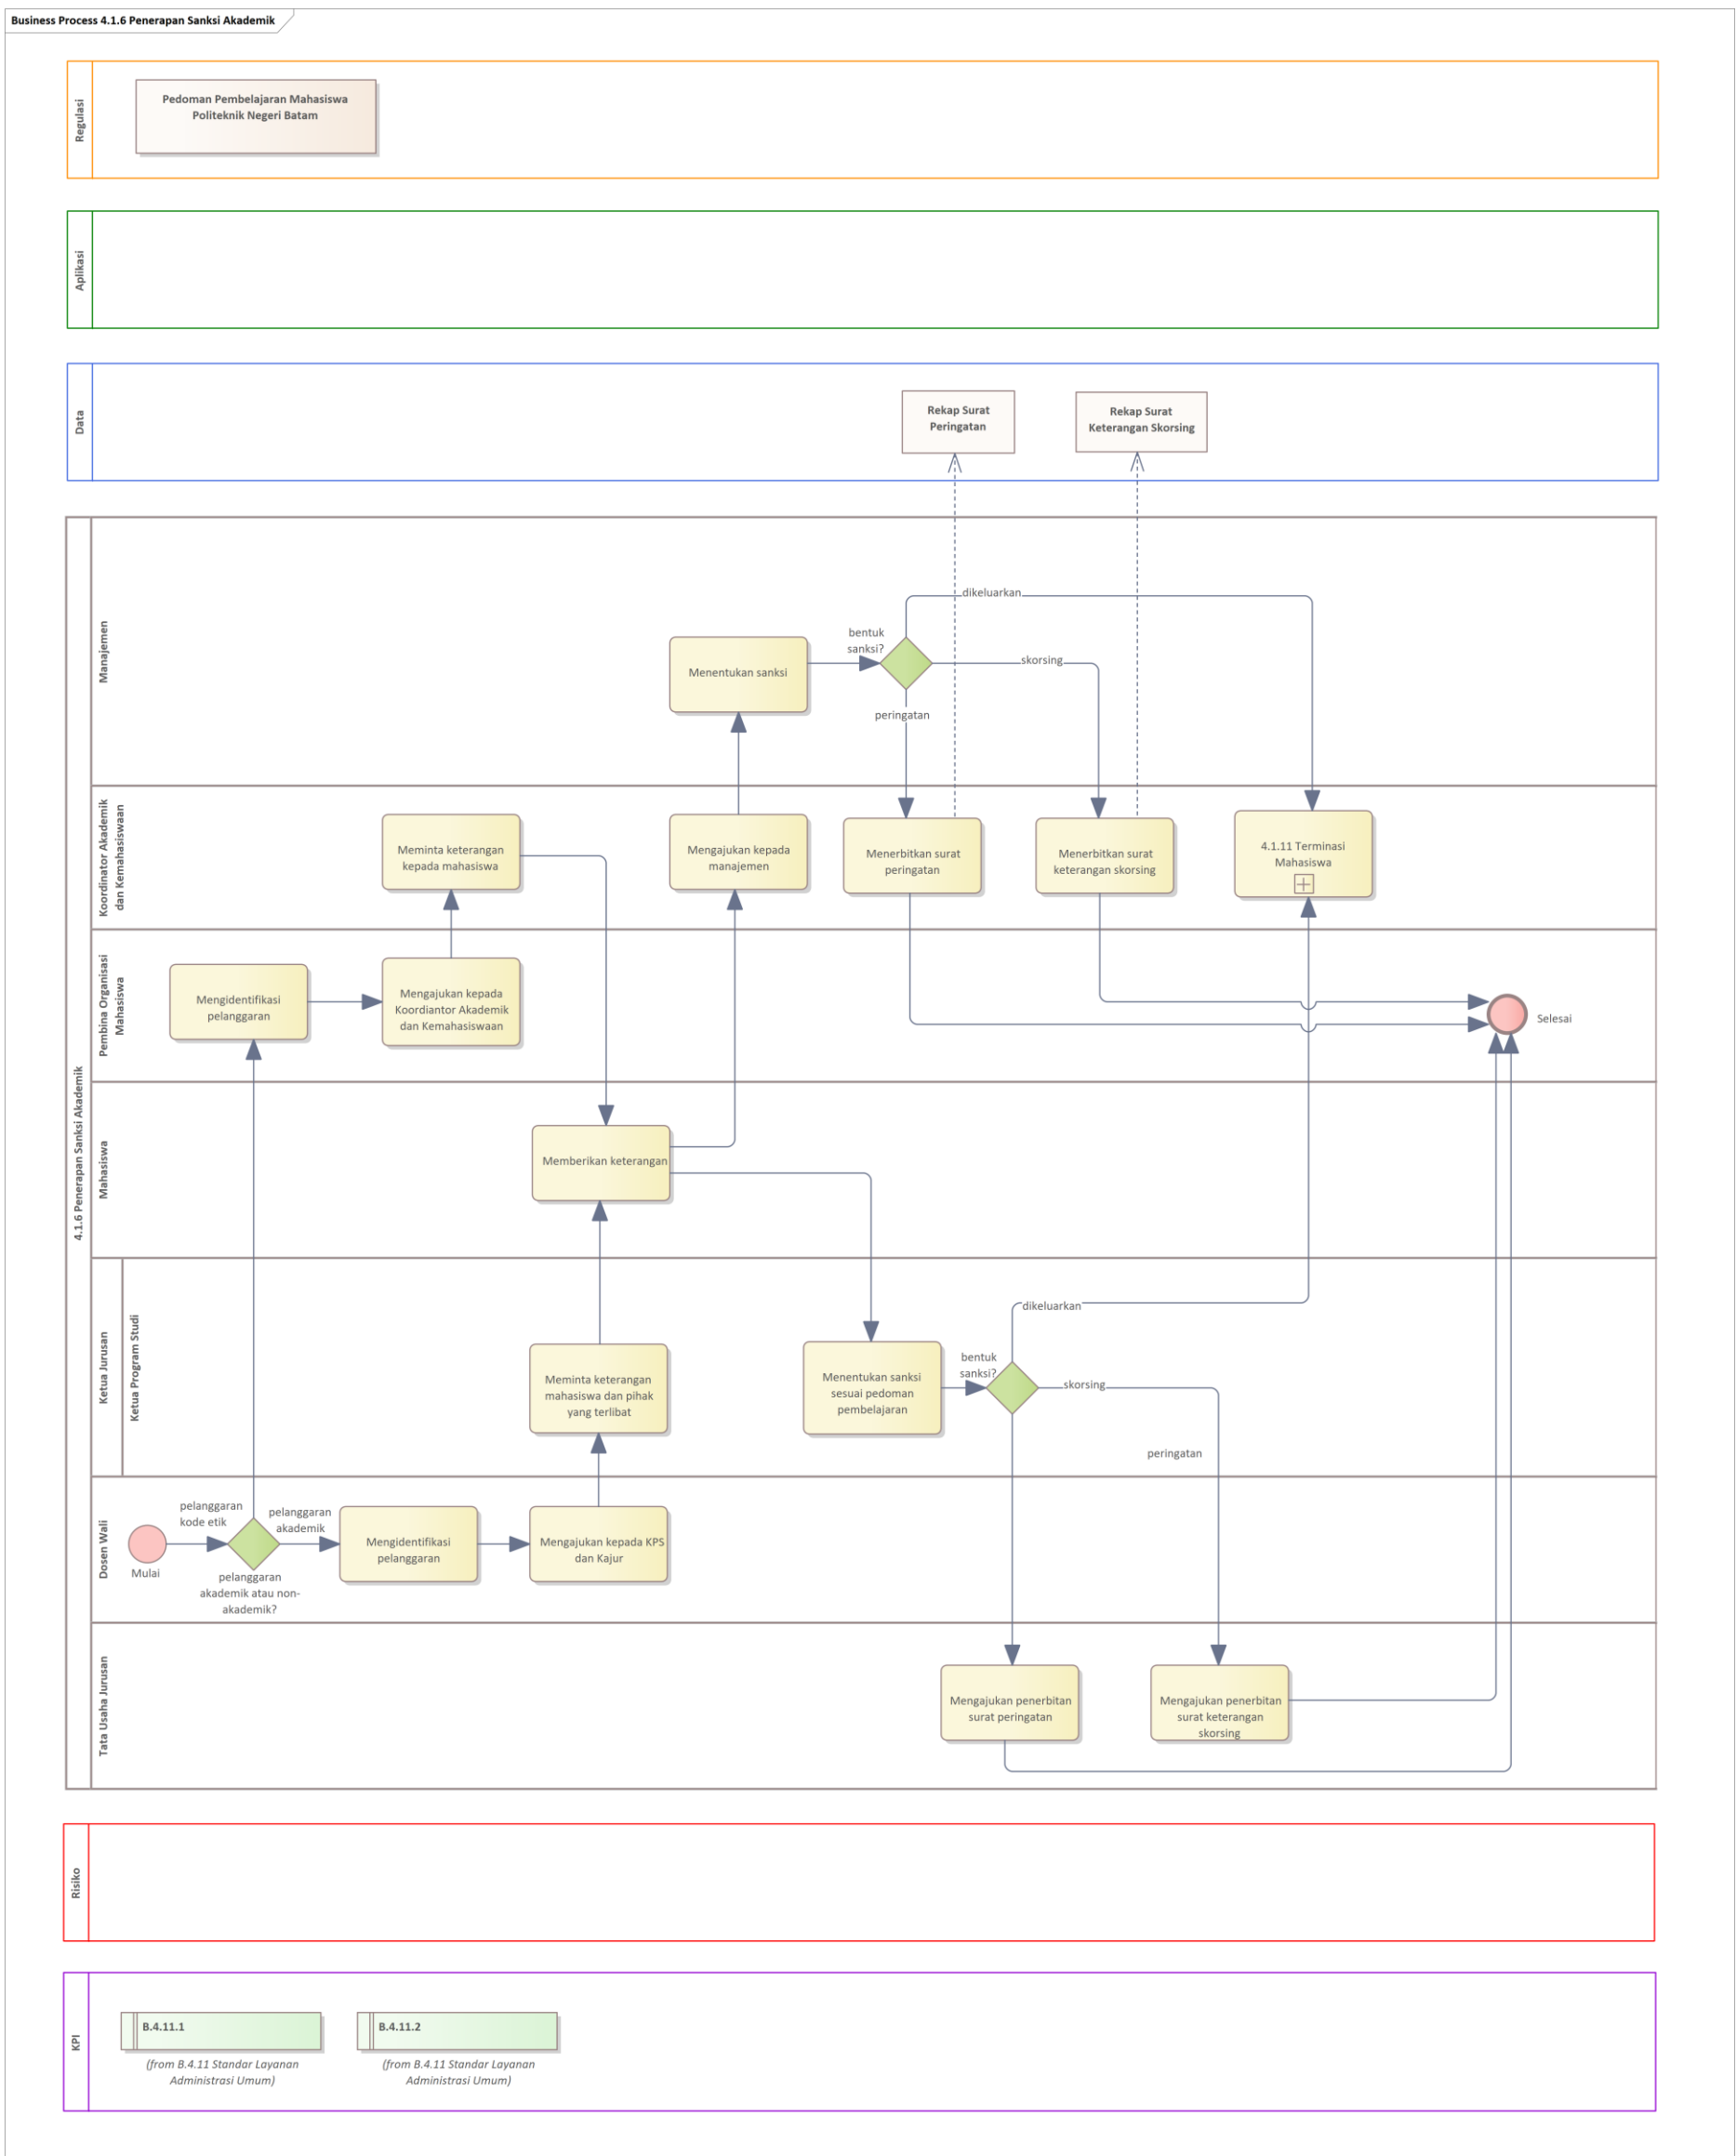 Business Process 4.1.6 Penerapan Sanksi Akademik
Regulasi
Pedoman Pembelajaran Mahasiswa
Politeknik Negeri Batam
Aplikasi
Data
Rekap Surat
Peringatan
Rekap Surat
Keterangan Skorsing
4.1.6 Penerapan Sanksi Akademik
Manajemen
dikeluarkan
bentuk
sanksi?
Menentukan sanksi
skorsing
peringatan
Koordinator Akademik
dan Kemahasiswaan
Meminta keterangan
kepada mahasiswa
Mengajukan kepada
manajemen
Menerbitkan surat
peringatan
Menerbitkan surat
keterangan skorsing
4.1.11 Terminasi
Mahasiswa
Pembina Organisasi
Mahasiswa
Mengidentifikasi
pelanggaran
Mengajukan kepada
Koordiantor Akademik
dan Kemahasiswaan
Selesai
Mahasiswa
Memberikan keterangan
Ketua Jurusan
Ketua Program Studi
dikeluarkan
Meminta keterangan
mahasiswa dan pihak
yang terlibat
Menentukan sanksi
sesuai pedoman
pembelajaran
bentuk
sanksi?
skorsing
peringatan
Dosen Wali
Mulai
pelanggaran
kode etik
pelanggaran
akademik
pelanggaran
akademik atau non-
akademik?
Mengidentifikasi
pelanggaran
Mengajukan kepada KPS
dan Kajur
Tata Usaha Jurusan
Mengajukan penerbitan
surat peringatan
Mengajukan penerbitan
surat keterangan
skorsing
Risiko
KPI
B.4.11.1
(from B.4.11 Standar Layanan
Administrasi Umum)
B.4.11.2
(from B.4.11 Standar Layanan
Administrasi Umum)